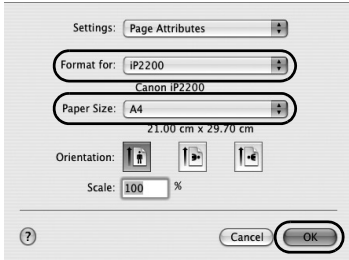 Settings: Page Attributes
Format for: iP2200
Canon iP2200
Paper Size: A4
21.00 cm x 29.70 cm
Orientation:
Scale: 100 %
? Cancel OK